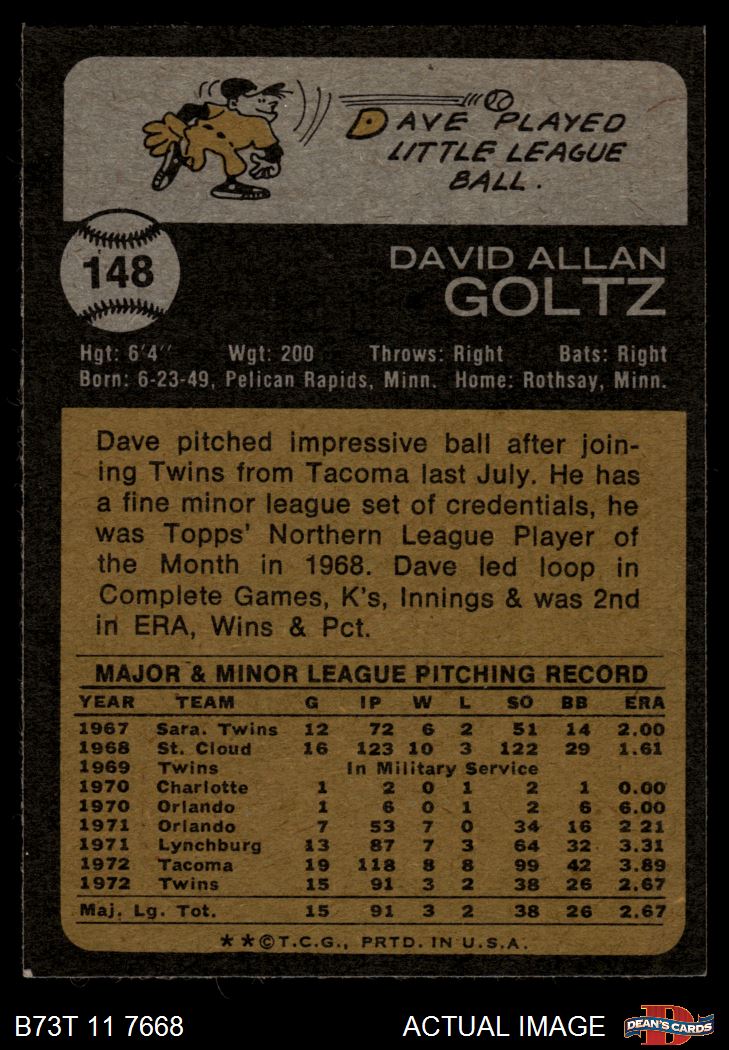 DAVE PLAYED
LITTLE LEAGUE
BALL.
148
DAVID ALLAN
GOLTZ
Hgt: 6'4" Wgt: 200 Throws: Right Bats: Right
Born: 6-23-49, Pelican Rapids, Minn. Home: Rothsay, Minn.
Dave pitched impressive ball after join-
ing Twins from Tacoma last July. He has
a fine minor league set of credentials, he
was Topps' Northern League Player of
the Month in 1968. Dave led loop in
Complete Games, K's, Innings & was 2nd
in ERA, Wins & Pct.
MAJOR & MINOR LEAGUE PITCHING RECORD
YEAR TEAM G IP W L SO BB ERA
1967 Sara. Twins 12 72 6 2 51 14 2.00
1968 St. Cloud 16 123 10 3 122 29 1.61
1969 Twins In Military Service
1970 Charlotte 1 2 0 1 2 1 0.00
1970 Orlando 1 6 0 1 2 6 6.00
1971 Orlando 7 53 7 0 34 16 2 21
1971 Lynchburg 13 87 7 3 64 32 3.31
1972 Tacoma 19 118 8 8 99 42 3.89
1972 Twins 15 91 3 2 38 26 2.67
Maj. Lg. Tot. 15 91 3 2 38 26 2.67
**©T.C.G., PRTD. IN U.S.A.
B73T 11 7668 ACTUAL IMAGE
D
DEAN'S CARDS